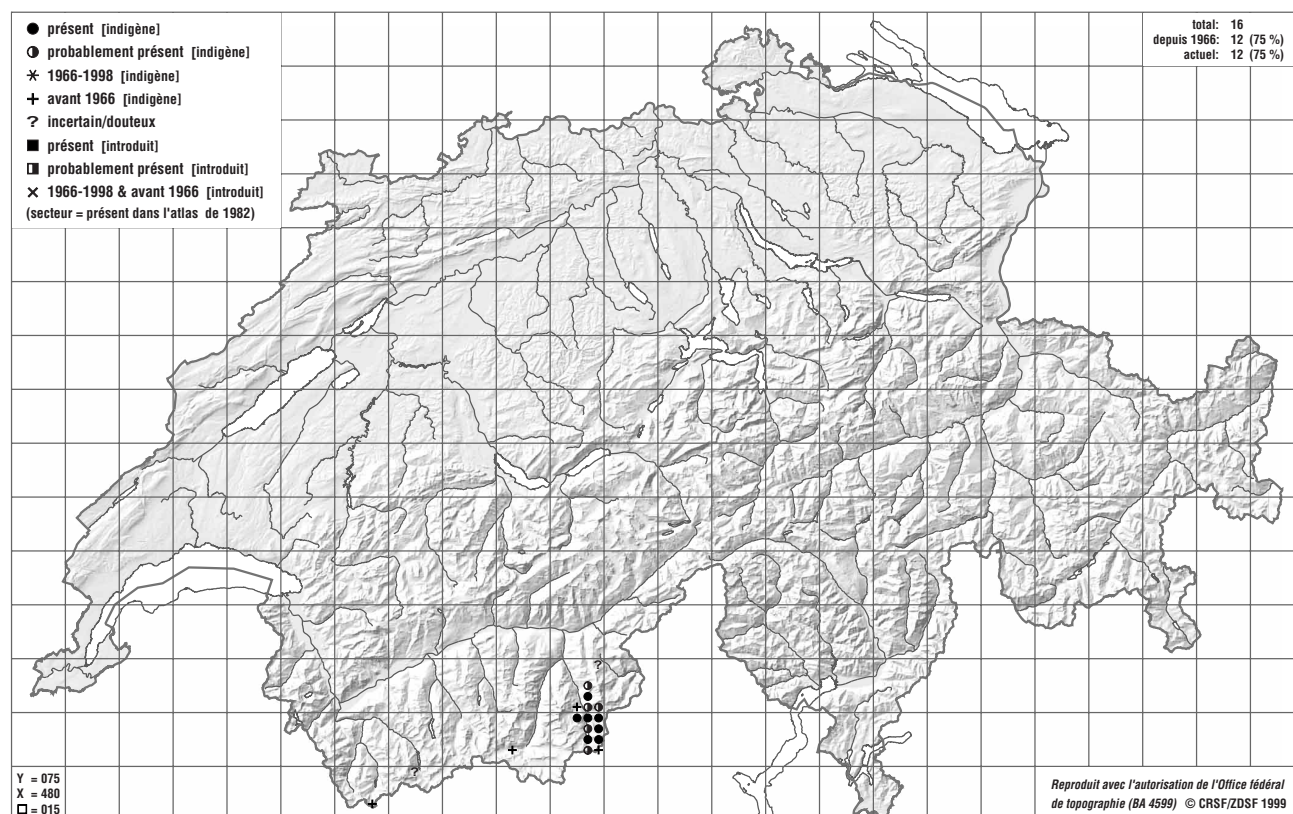 ● présent [indigène]
◑ probablement présent [indigène]
✳ 1966-1998 [indigène]
+ avant 1966 [indigène]
? incertain/douteux
■ présent [introduit]
◨ probablement présent [introduit]
× 1966-1998 & avant 1966 [introduit]
(secteur = présent dans l'atlas de 1982)
total: 16
depuis 1966: 12 (75 %)
actuel: 12 (75 %)
?
?
Y = 075
X = 480
□ = 015
Reproduit avec l'autorisation de l'Office fédéral
de topographie (BA 4599) © CRSF/ZDSF 1999